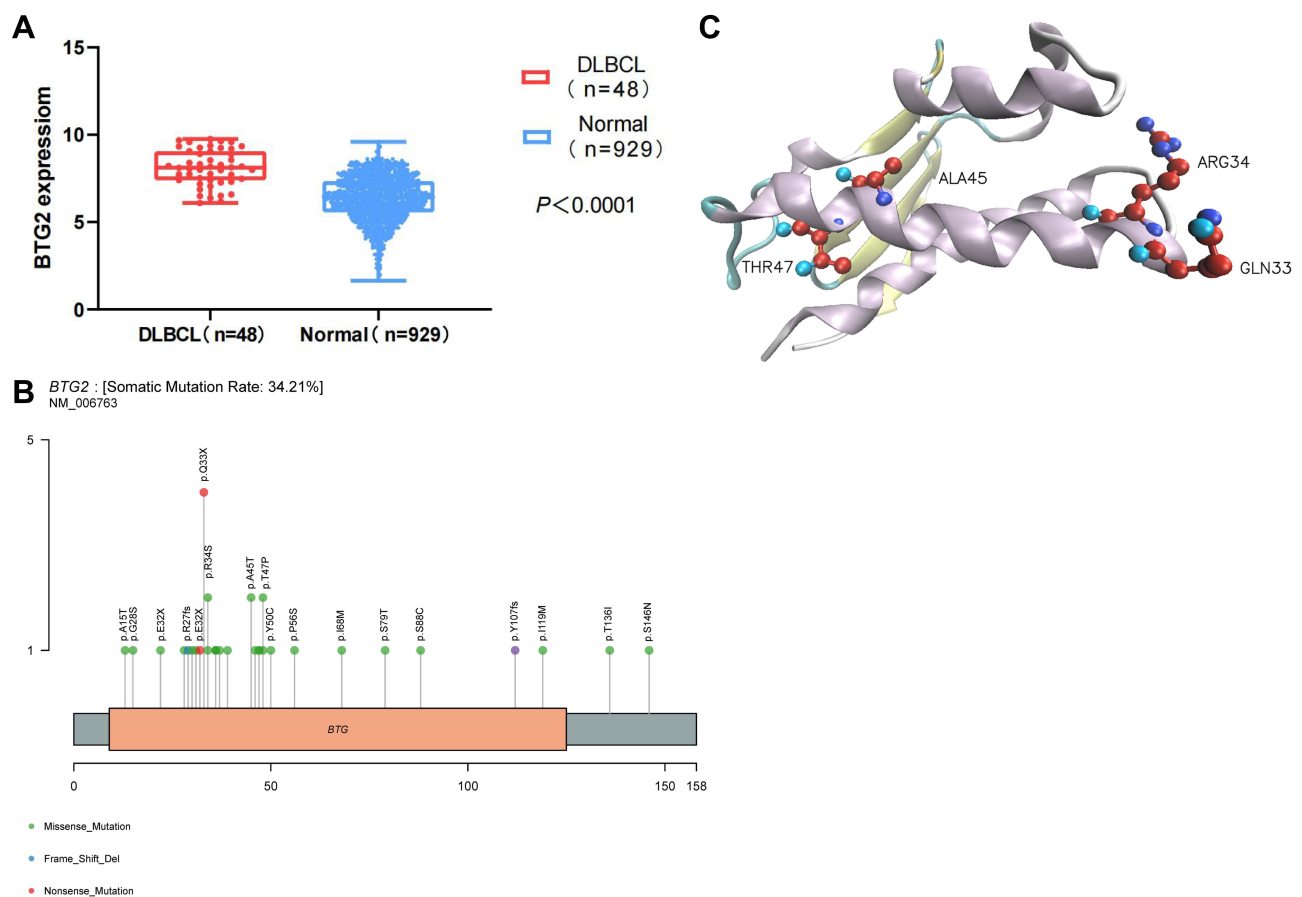 A
15
10
5
0
BTG2 expressiom
DLBCL( n=48)
Normal( n=929)
DLBCL
( n=48)
Normal
( n=929)
P<0.0001
C
ARG34
ALA45
THR47
GLN33
B
BTG2 : [Somatic Mutation Rate: 34.21%]
NM_006763
5
1
p.A15T
p.G28S
p.E32X
p.R27fs
p.E32X
p.Q33X
p.R34S
p.A45T
p.T47P
p.Y50C
p.P56S
p.I68M
p.S79T
p.S88C
p.Y107fs
p.I119M
p.T136I
p.S146N
BTG
0
50
100
150
158
Missense_Mutation
Frame_Shift_Del
Nonsense_Mutation